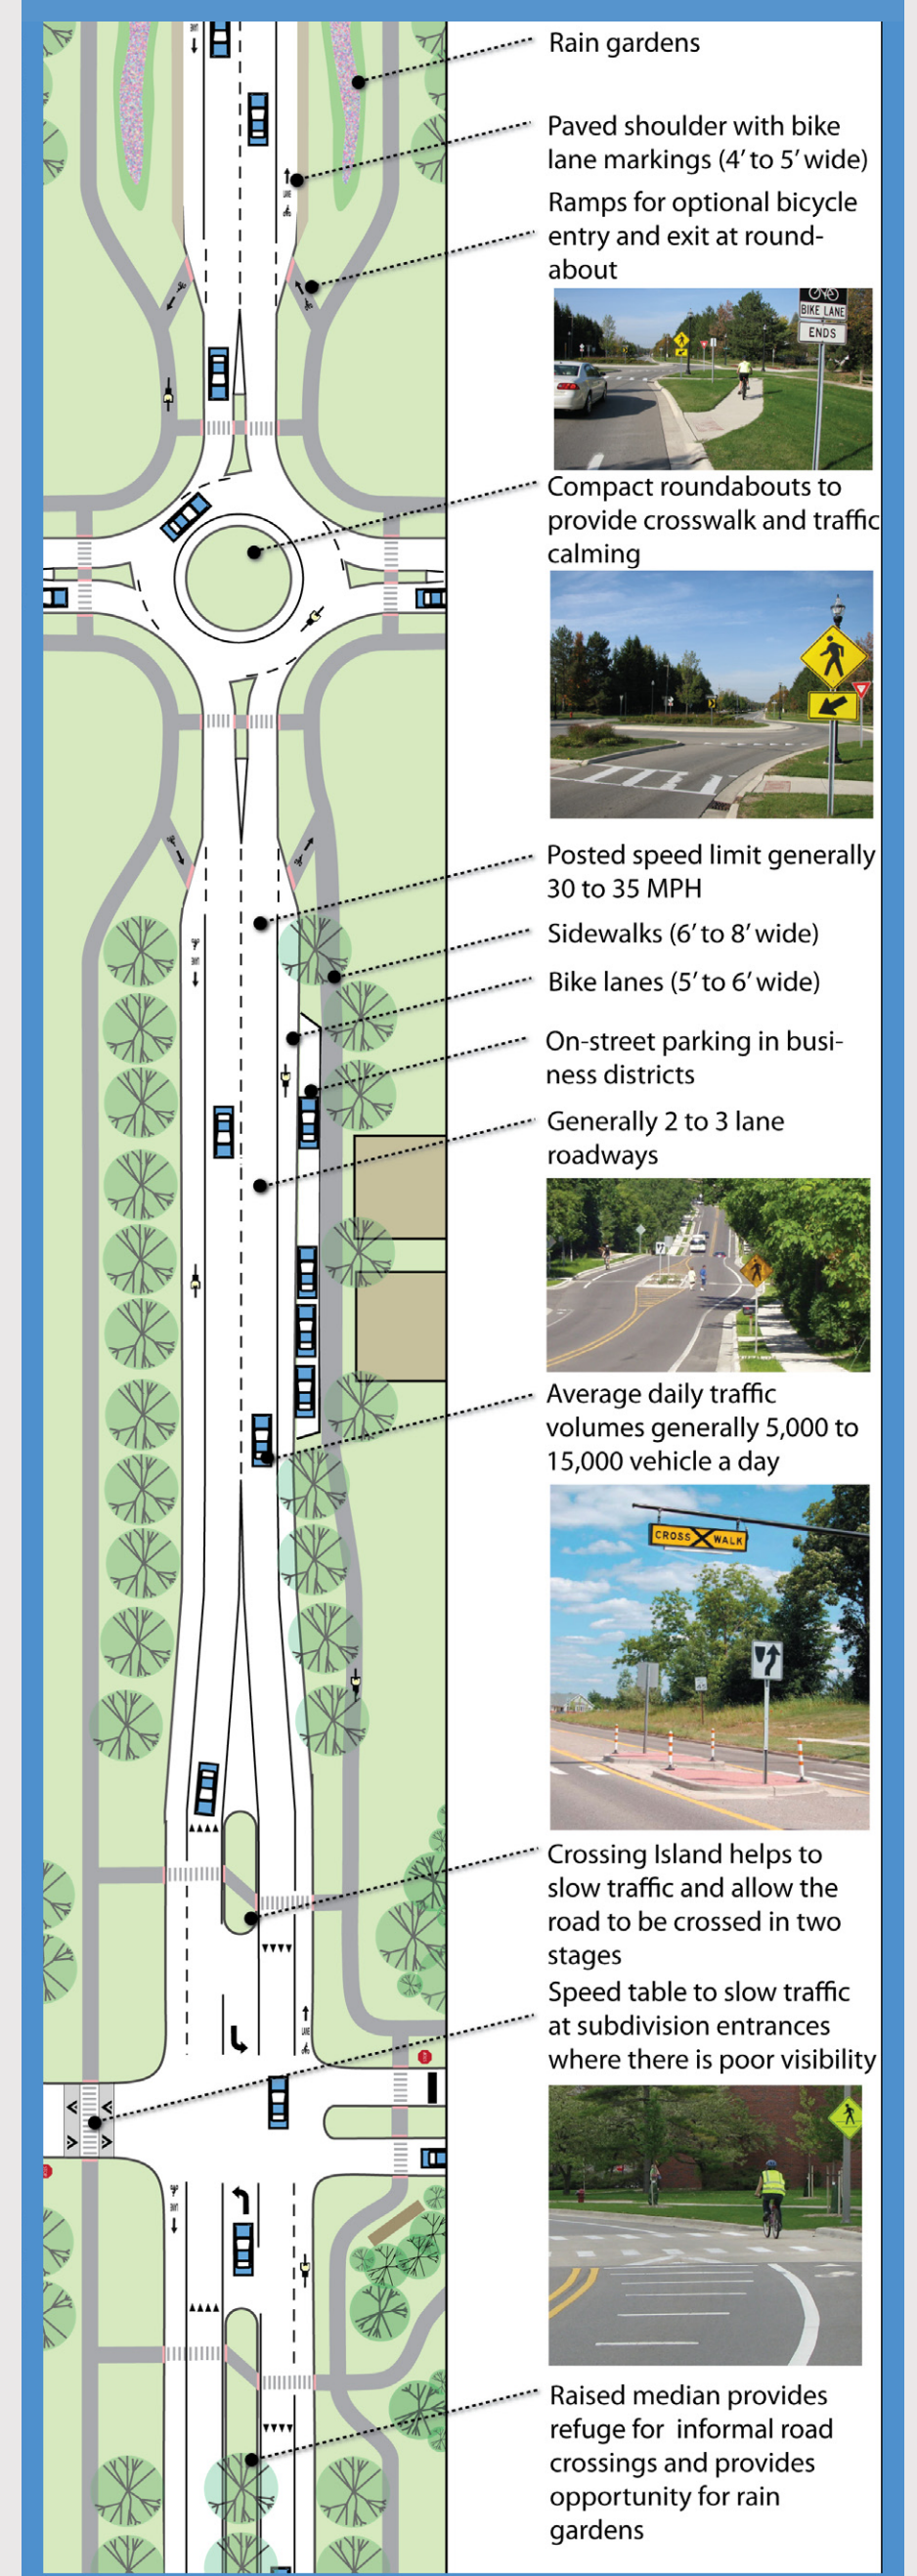 Rain gardens
Paved shoulder with bike
lane markings (4’ to 5’ wide)
Ramps for optional bicycle
entry and exit at round-
about
BIKE LANE
ENDS
Compact roundabouts to
provide crosswalk and traffic
calming
Posted speed limit generally
30 to 35 MPH
Sidewalks (6’ to 8’ wide)
Bike lanes (5’ to 6’ wide)
On-street parking in busi-
ness districts
Generally 2 to 3 lane
roadways
Average daily traffic
volumes generally 5,000 to
15,000 vehicle a day
CROSS WALK
Crossing Island helps to
slow traffic and allow the
road to be crossed in two
stages
Speed table to slow traffic
at subdivision entrances
where there is poor visibility
LANE
Raised median provides
refuge for informal road
crossings and provides
opportunity for rain
gardens